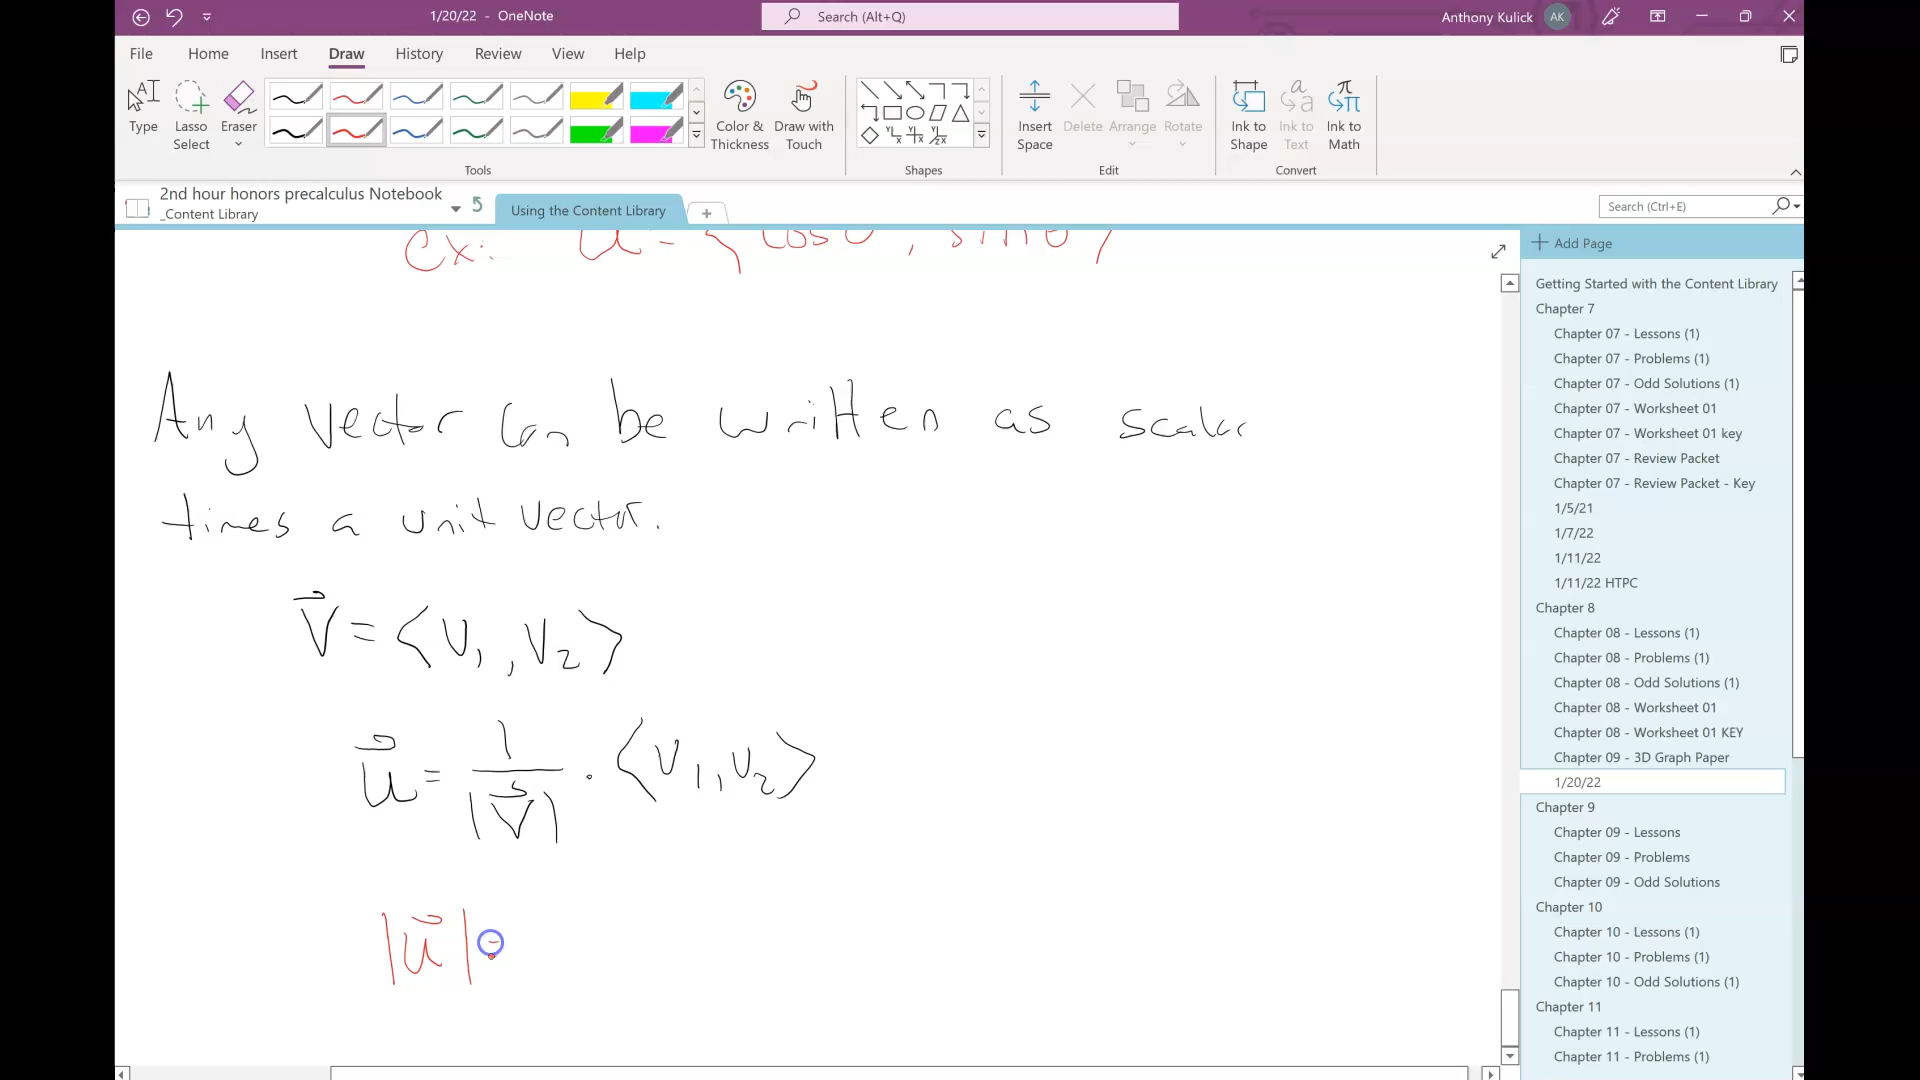 1/20/22 - OneNote
Search (Alt+Q)
Anthony Kulick AK
File Home Insert Draw History Review View Help
Type
Lasso Select
Eraser
Color & Thickness
Draw with Touch
Tools
Shapes
Insert Space
Delete
Arrange
Rotate
Edit
Ink to Shape
Ink to Text
Ink to Math
Convert
2nd hour honors precalculus Notebook
_Content Library
Using the Content Library
Search (Ctrl+E)
ex: u⃗ = ⟨cosθ, sinθ⟩
Any vector can be written as scalar
times a unit vector.
v⃗ = ⟨v₁, v₂⟩
u⃗ = 1/|v⃗| · ⟨v₁, v₂⟩
|u⃗| =
Add Page
Getting Started with the Content Library
Chapter 7
Chapter 07 - Lessons (1)
Chapter 07 - Problems (1)
Chapter 07 - Odd Solutions (1)
Chapter 07 - Worksheet 01
Chapter 07 - Worksheet 01 key
Chapter 07 - Review Packet
Chapter 07 - Review Packet - Key
1/5/21
1/7/22
1/11/22
1/11/22 HTPC
Chapter 8
Chapter 08 - Lessons (1)
Chapter 08 - Problems (1)
Chapter 08 - Odd Solutions (1)
Chapter 08 - Worksheet 01
Chapter 08 - Worksheet 01 KEY
Chapter 09 - 3D Graph Paper
1/20/22
Chapter 9
Chapter 09 - Lessons
Chapter 09 - Problems
Chapter 09 - Odd Solutions
Chapter 10
Chapter 10 - Lessons (1)
Chapter 10 - Problems (1)
Chapter 10 - Odd Solutions (1)
Chapter 11
Chapter 11 - Lessons (1)
Chapter 11 - Problems (1)